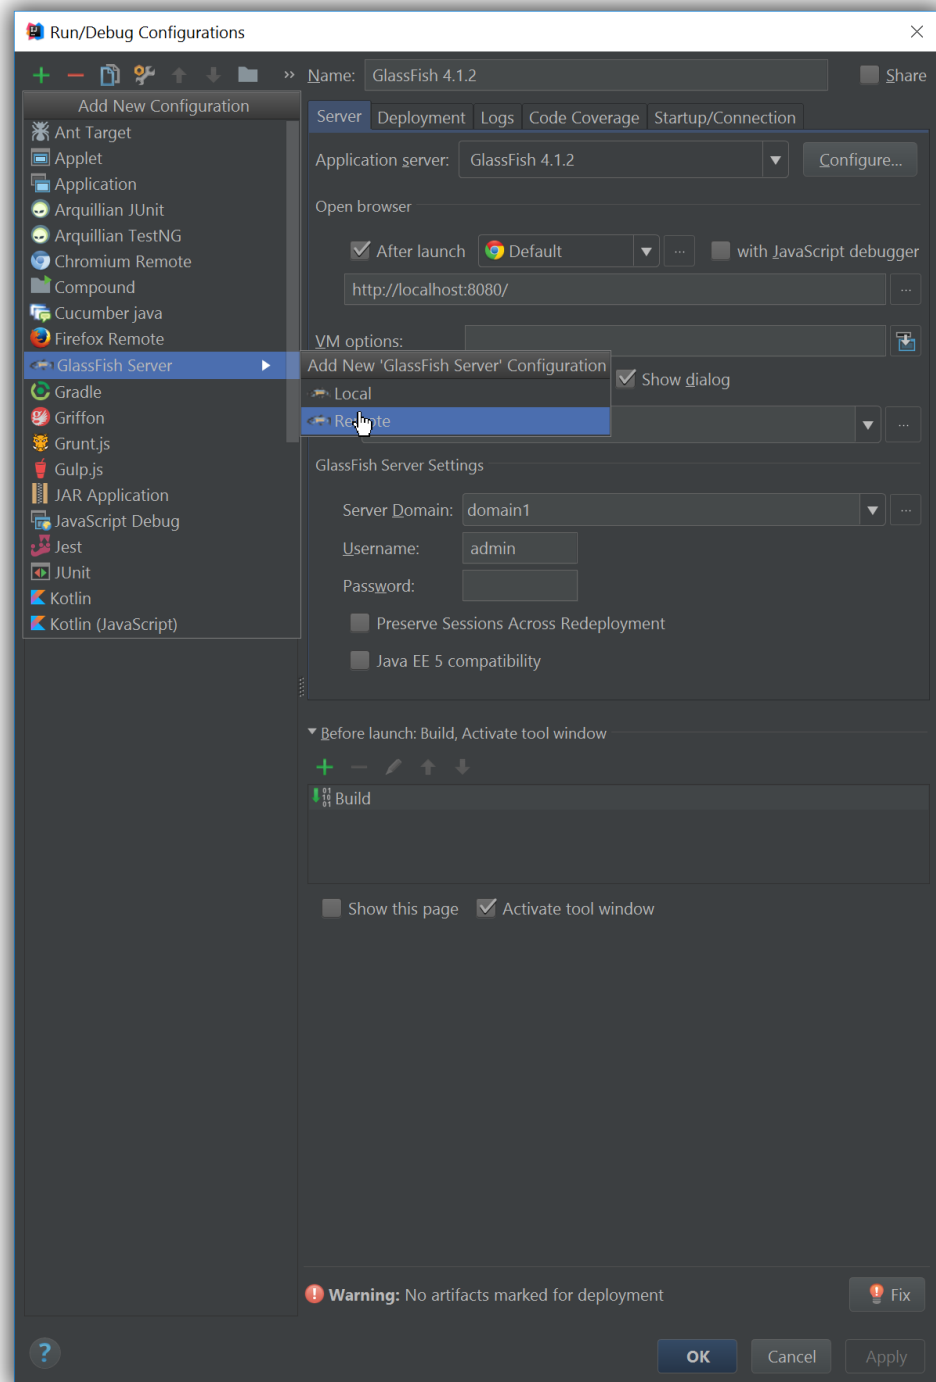 Run/Debug Configurations
Name: GlassFish 4.1.2 Share
Add New Configuration
Ant Target
Applet
Application
Arquillian JUnit
Arquillian TestNG
Chromium Remote
Compound
Cucumber java
Firefox Remote
GlassFish Server
Gradle
Griffon
Grunt.js
Gulp.js
JAR Application
JavaScript Debug
Jest
JUnit
Kotlin
Kotlin (JavaScript)
Server Deployment Logs Code Coverage Startup/Connection
Application server: GlassFish 4.1.2 Configure...
Open browser
After launch Default ... with JavaScript debugger
http://localhost:8080/ ...
VM options:
Add New 'GlassFish Server' Configuration
Local
Remote
Show dialog
...
GlassFish Server Settings
Server Domain: domain1 ...
Username: admin
Password:
Preserve Sessions Across Redeployment
Java EE 5 compatibility
Before launch: Build, Activate tool window
Build
Show this page Activate tool window
Warning: No artifacts marked for deployment Fix
? OK Cancel Apply